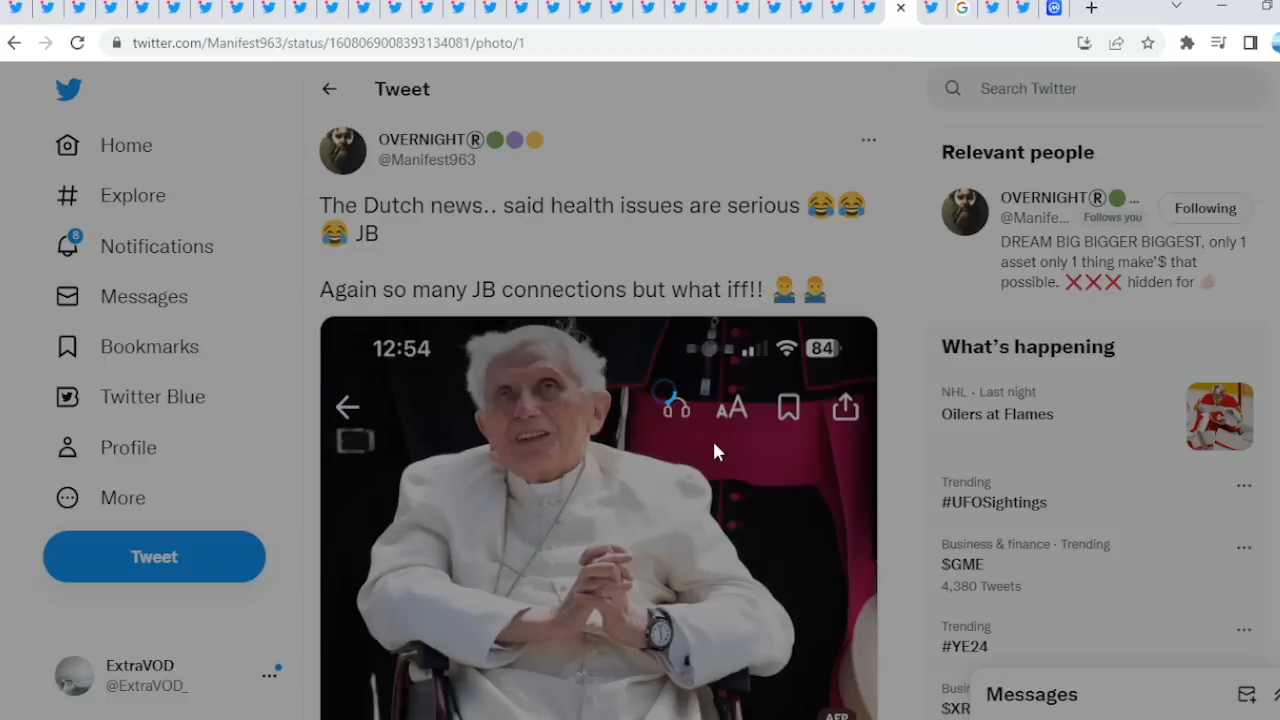 twitter.com/Manifest963/status/1608069008393134081/photo/1
Tweet
Search Twitter
Home
Explore
8
Notifications
Messages
Bookmarks
Twitter Blue
Profile
More
Tweet
ExtraVOD
@ExtraVOD_
OVERNIGHT®🟢🟣🟡
@Manifest963
The Dutch news.. said health issues are serious 😂😂
😂 JB
Again so many JB connections but what iff!! 🤷‍♂️ 🤷‍♂️
12:54
84
AA
AFP
Relevant people
OVERNIGHT®🟢 ...
@Manife... Follows you
Following
DREAM BIG BIGGER BIGGEST, only 1
asset only 1 thing make'$ that
possible. ❌❌❌ hidden for 👊🏻
What's happening
NHL · Last night
Oilers at Flames
Trending
#UFOSightings
Business & finance · Trending
$GME
4,380 Tweets
Trending
#YE24
Busin
$XR
Messages